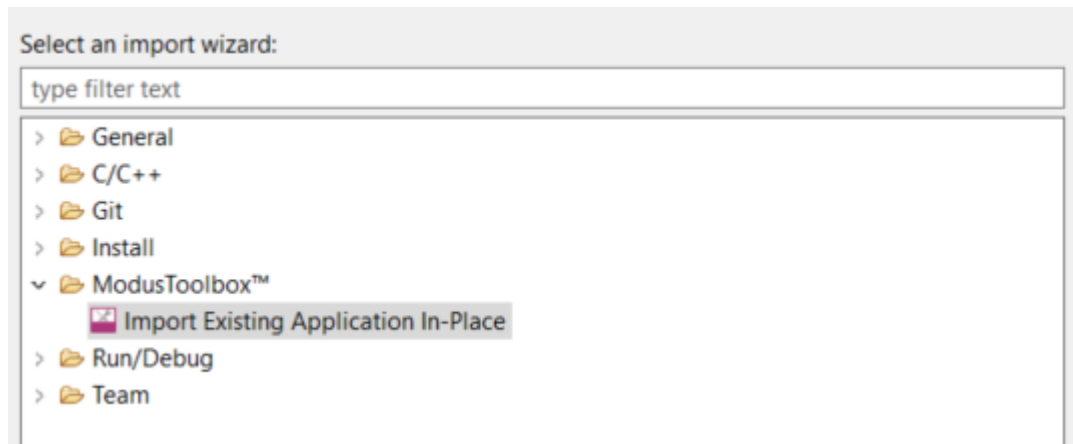 Select an import wizard:
type filter text
General
C/C++
Git
Install
ModusToolbox™
Import Existing Application In-Place
Run/Debug
Team